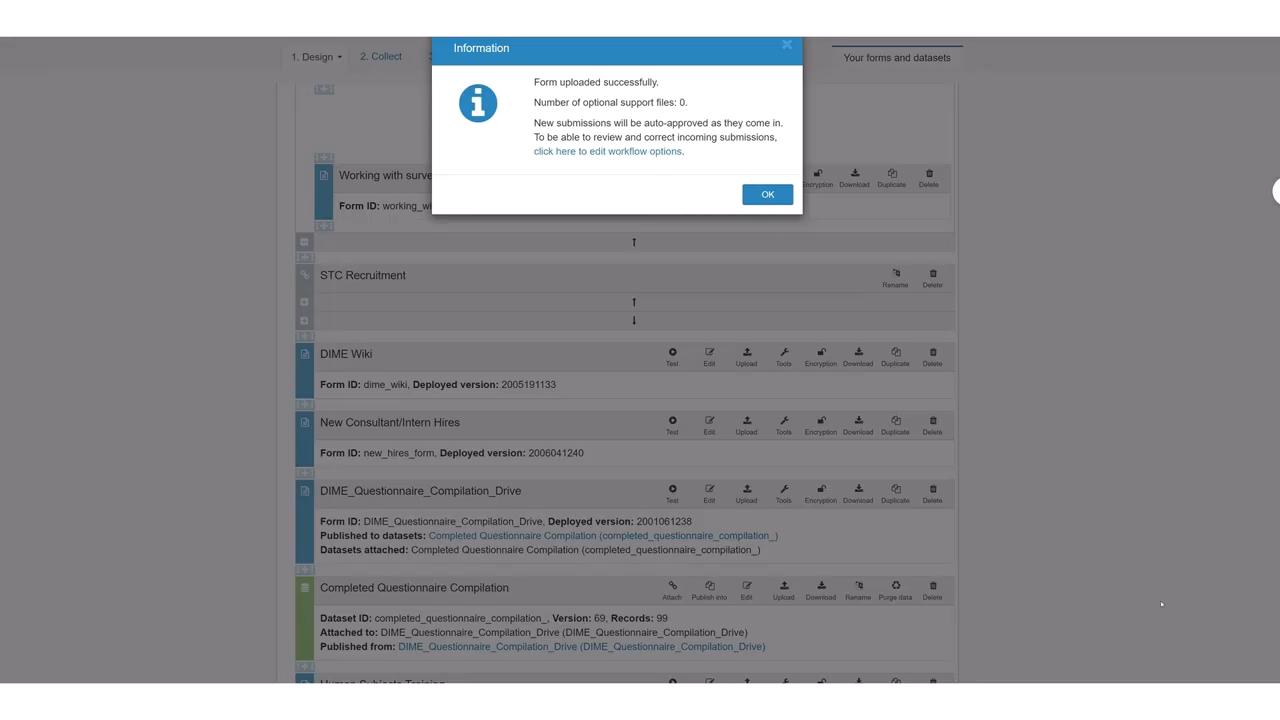 Information
1. Design
2. Collect
Your forms and datasets
Form uploaded successfully.
Number of optional support files: 0.
New submissions will be auto-approved as they come in.
To be able to review and correct incoming submissions,
click here to edit workflow options.
OK
Working with surve
Encryption Download Duplicate Delete
Form ID: working_wi
STC Recruitment
Rename Delete
DIME Wiki
Test Edit Upload Tools Encryption Download Duplicate Delete
Form ID: dime_wiki, Deployed version: 2005191133
New Consultant/Intern Hires
Test Edit Upload Tools Encryption Download Duplicate Delete
Form ID: new_hires_form, Deployed version: 2006041240
DIME_Questionnaire_Compilation_Drive
Test Edit Upload Tools Encryption Download Duplicate Delete
Form ID: DIME_Questionnaire_Compilation_Drive, Deployed version: 2001061238
Published to datasets: Completed Questionnaire Compilation (completed_questionnaire_compilation_)
Datasets attached: Completed Questionnaire Compilation (completed_questionnaire_compilation_)
Completed Questionnaire Compilation
Attach Publish into Edit Upload Download Rename Purge data Delete
Dataset ID: completed_questionnaire_compilation_, Version: 69, Records: 99
Attached to: DIME_Questionnaire_Compilation_Drive (DIME_Questionnaire_Compilation_Drive)
Published from: DIME_Questionnaire_Compilation_Drive (DIME_Questionnaire_Compilation_Drive)
Human Subjects Training